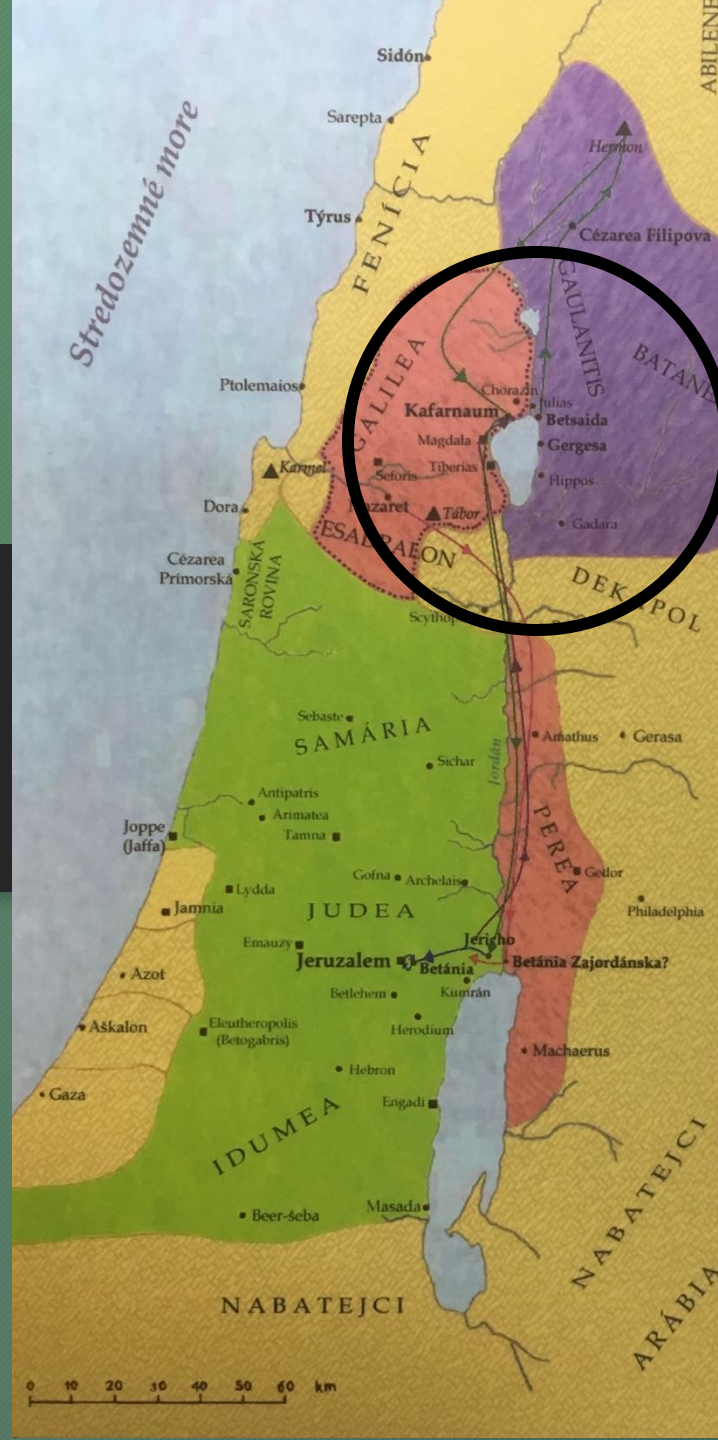 ABILENE
Sidón
Sarepta
Hermon
Týrus
FENÍCIA
Cézarea Filipova
Stredozemné more
GAULANITIS
GALILEA
Ptolemaios
Chorazin
Julias
Kafarnaum
Betsaida
Magdala
Gergesa
Karmel
Seforis
Tiberias
Hippos
Dora
Nazaret
Tábor
Gadara
ESADRALON
Cézarea
Prímorská
SARONSKÁ
ROVINA
DEKAPOL
Sebaste
SAMÁRIA
Amathus
Gerasa
Sichar
Jordán
Antipatris
Arimatea
Joppe
(Jaffa)
Tamna
PEREA
Gofna
Archelais
Gedor
Lydda
Jamnia
JUDEA
Philadelphia
Emauzy
Jericho
Jeruzalem
Betánia
Betánia Zajordánska?
Azot
Betlehem
Kumrán
Aškalon
Eleutheropolis
(Betogabris)
Herodium
Machaerus
Hebron
Gaza
Engadi
IDUMEA
Masada
Beer-šeba
NABATEJCI
NABATEJCI
ARÁBIA
0 10 20 30 40 50 60 km